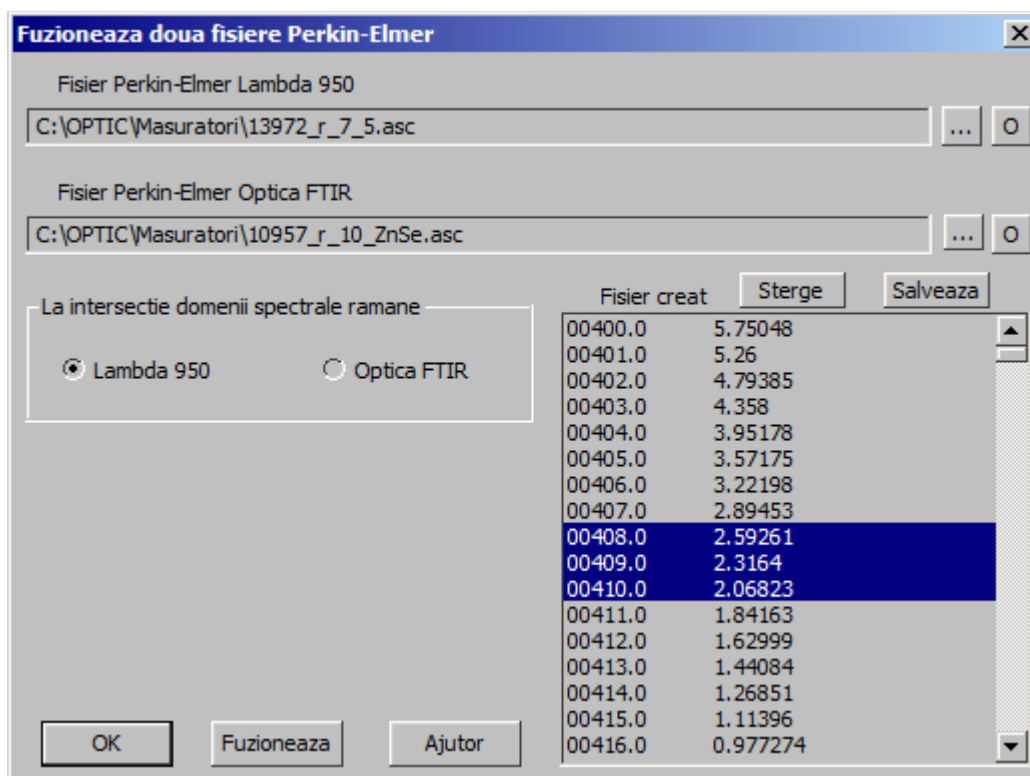 Fuzioneaza doua fisiere Perkin-Elmer
Fisier Perkin-Elmer Lambda 950
C:\OPTIC\Masuratori\13972_r_7_5.asc
...
O
Fisier Perkin-Elmer Optica FTIR
C:\OPTIC\Masuratori\10957_r_10_ZnSe.asc
...
O
La intersectie domenii spectrale raman​e
Lambda 950
Optica FTIR
Fisier creat
Sterge
Salveaza
00400.0 5.75048
00401.0 5.26
00402.0 4.79385
00403.0 4.358
00404.0 3.95178
00405.0 3.57175
00406.0 3.22198
00407.0 2.89453
00408.0 2.59261
00409.0 2.3164
00410.0 2.06823
00411.0 1.84163
00412.0 1.62999
00413.0 1.44084
00414.0 1.26851
00415.0 1.11396
00416.0 0.977274
OK
Fuzioneaza
Ajutor